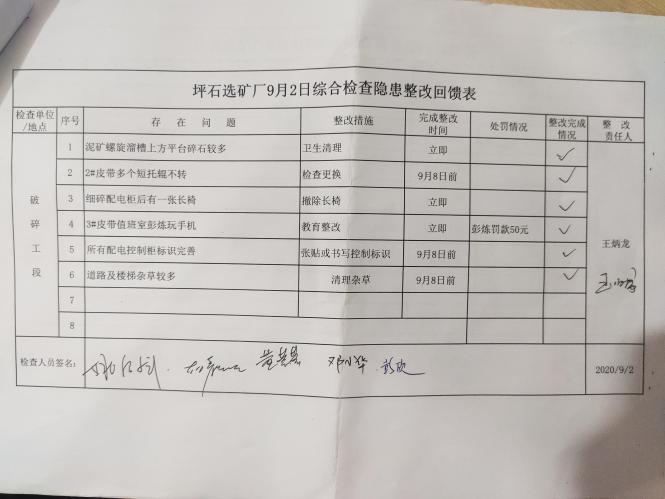 坪石选矿厂9月2日综合检查隐患整改回馈表
检查单位/地点 序号 存在问题 整改措施 完成整改时间 处罚情况 整改完成情况 整改责任人
破碎工段 王炳龙
1 泥矿螺旋溜槽上方平台碎石较多 卫生清理 立即 ✓
2 2#皮带多个短托辊不转 检查更换 9月8日前 ✓
3 细碎配电柜后有一张长椅 撤除长椅 立即 ✓
4 3#皮带值班室彭炼玩手机 教育整改 立即 彭炼罚款50元 ✓
5 所有配电控制柜标识完善 张贴或书写控制标识 9月8日前 ✓
6 道路及楼梯杂草较多 清理杂草 9月8日前 ✓
7
8
检查人员签名: 邓小华 2020/9/2